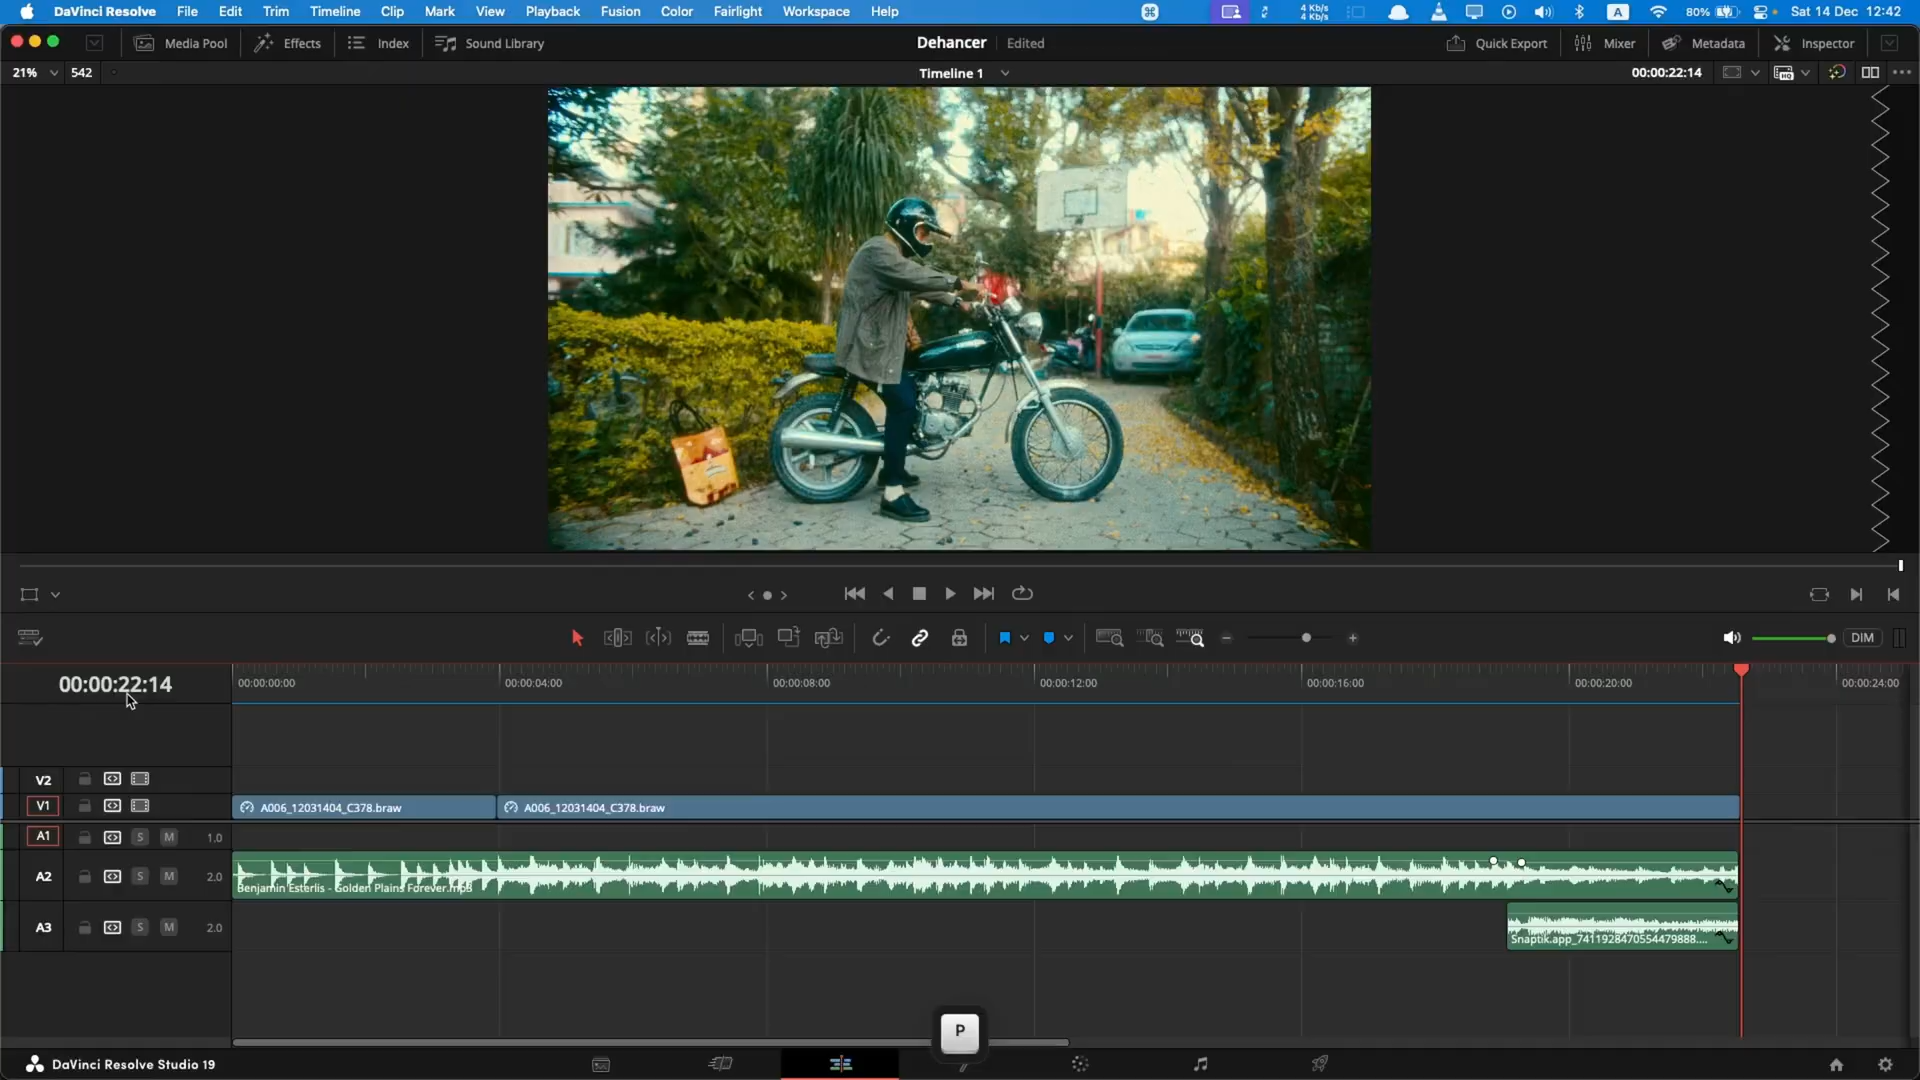 DaVinci Resolve File Edit Trim Timeline Clip Mark View Playback Fusion Color Fairlight Workspace Help
4 Kb/s
4 Kb/s
A
80%
Sat 14 Dec 12:42
Media Pool Effects Index Sound Library
Dehancer Edited
Quick Export Mixer Metadata Inspector
21% 542
Timeline 1
00:00:22:14
DIM
00:00:22:14
00:00:00:00 00:00:04:00 00:00:08:00 00:00:12:00 00:00:16:00 00:00:20:00 00:00:24:00
V2
V1
A006_12031404_C378.braw A006_12031404_C378.braw
A1 S M 1.0
A2 S M 2.0
Benjamin Esterlis - Golden Plains Forever.mp3
A3 S M 2.0
Snaptik.app_7411928470554479888....
P
DaVinci Resolve Studio 19